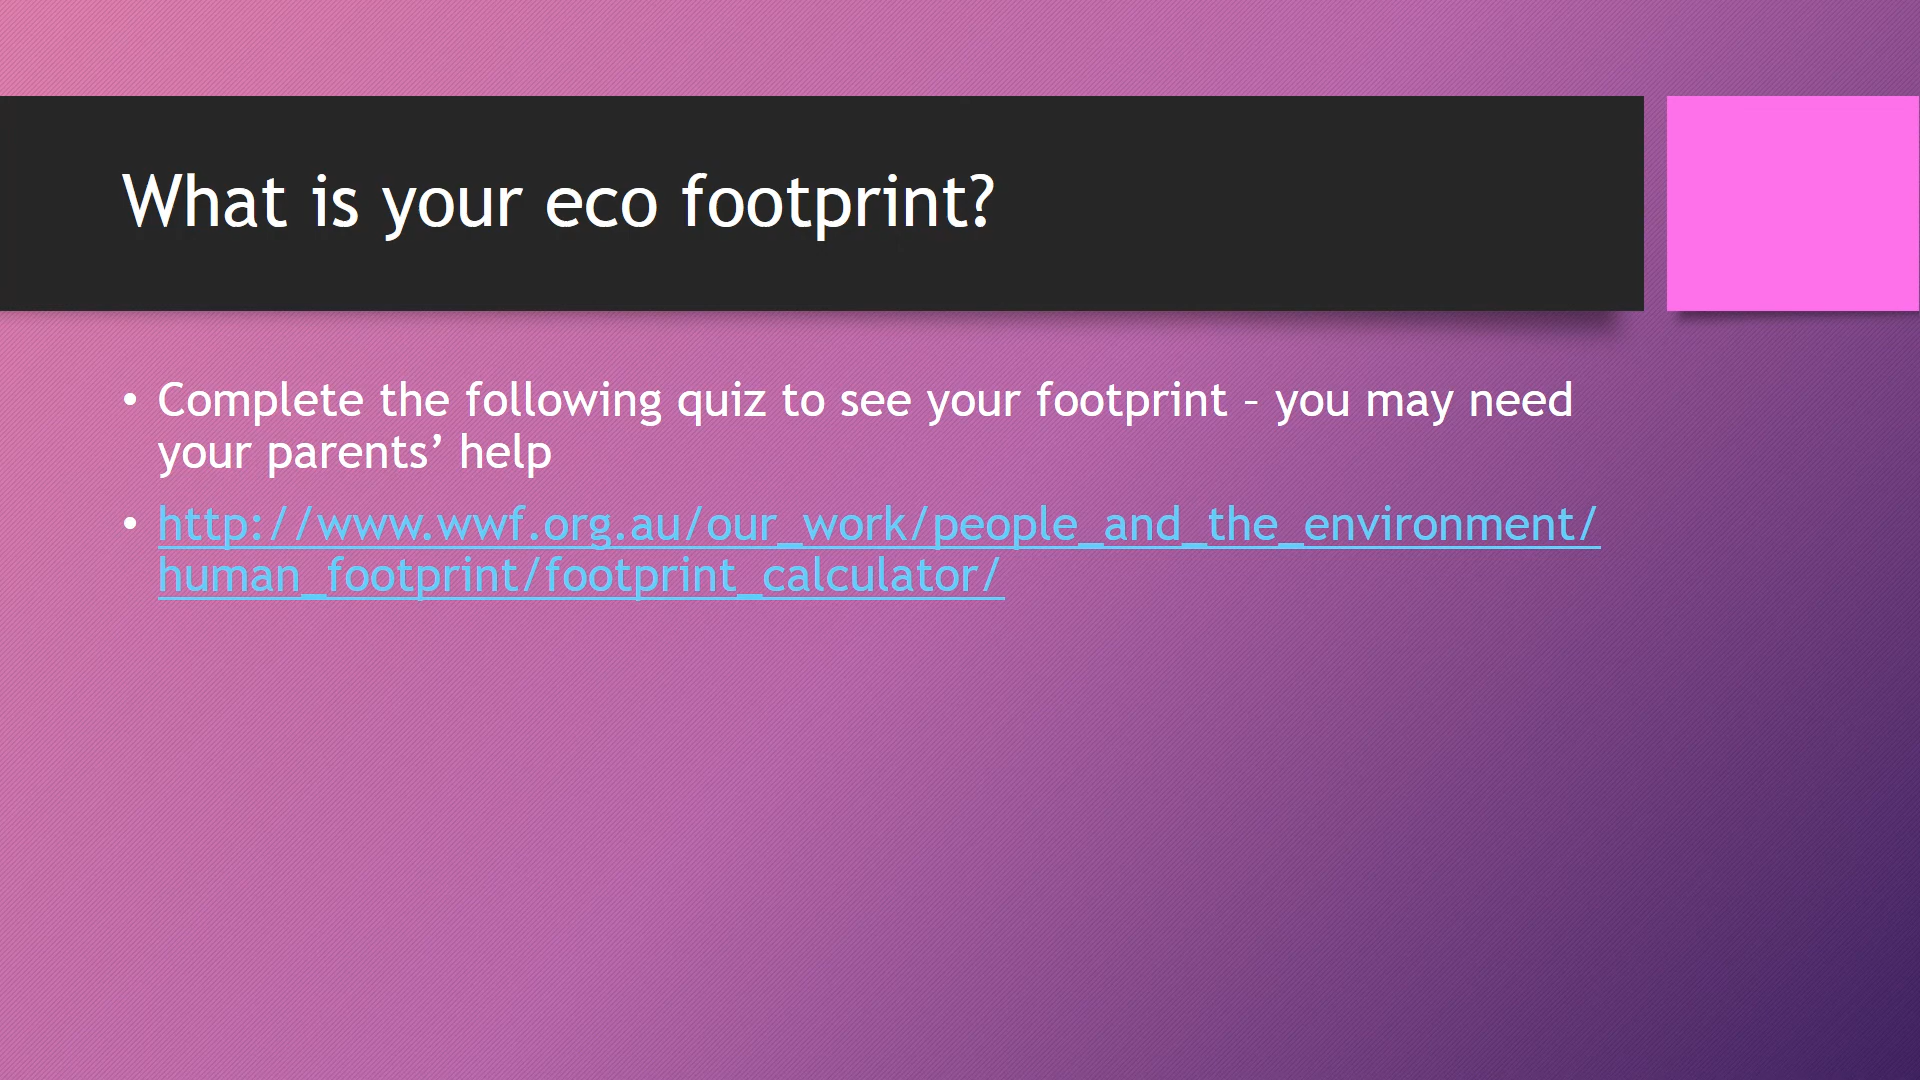 What is your eco footprint?
• Complete the following quiz to see your footprint – you may need
your parents’ help
• http://www.wwf.org.au/our_work/people_and_the_environment/
human_footprint/footprint_calculator/